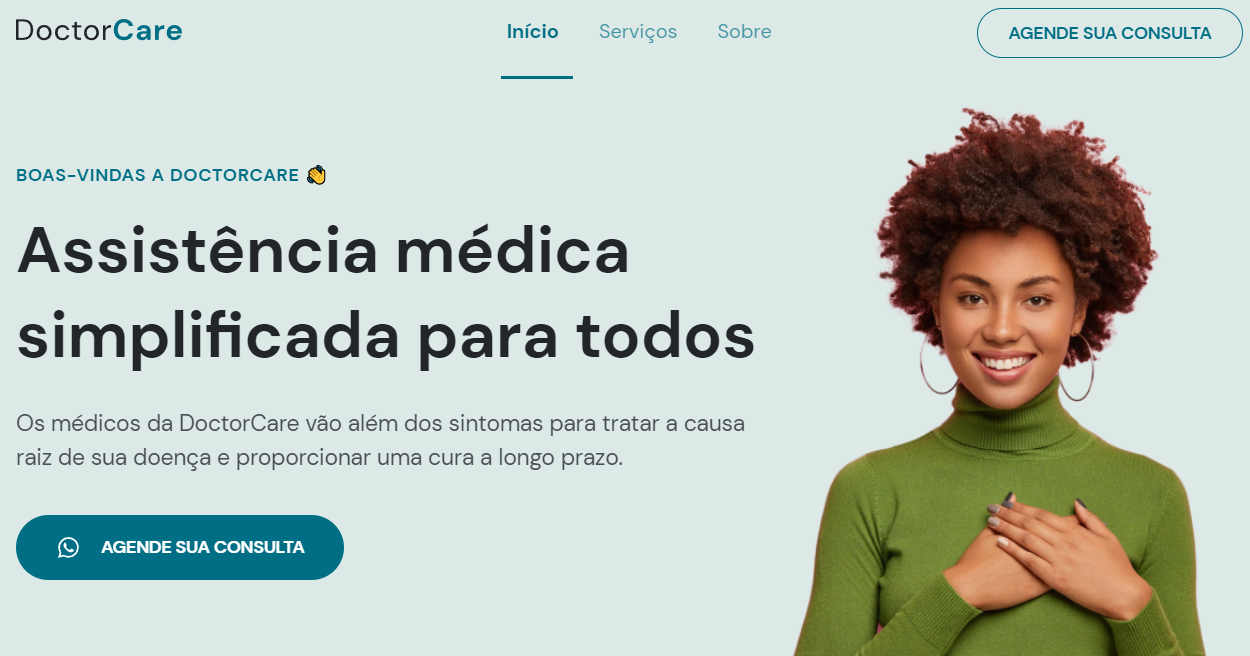 DoctorCare
Início
Serviços
Sobre
AGENDE SUA CONSULTA
BOAS-VINDAS A DOCTORCARE 👋
Assistência médica
simplificada para todos
Os médicos da DoctorCare vão além dos sintomas para tratar a causa
raiz de sua doença e proporcionar uma cura a longo prazo.
AGENDE SUA CONSULTA